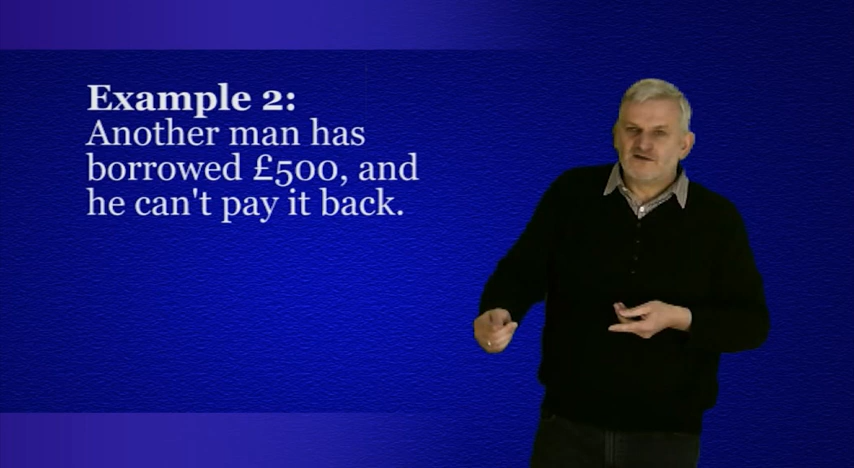 Example 2:
Another man has
borrowed £500, and
he can't pay it back.